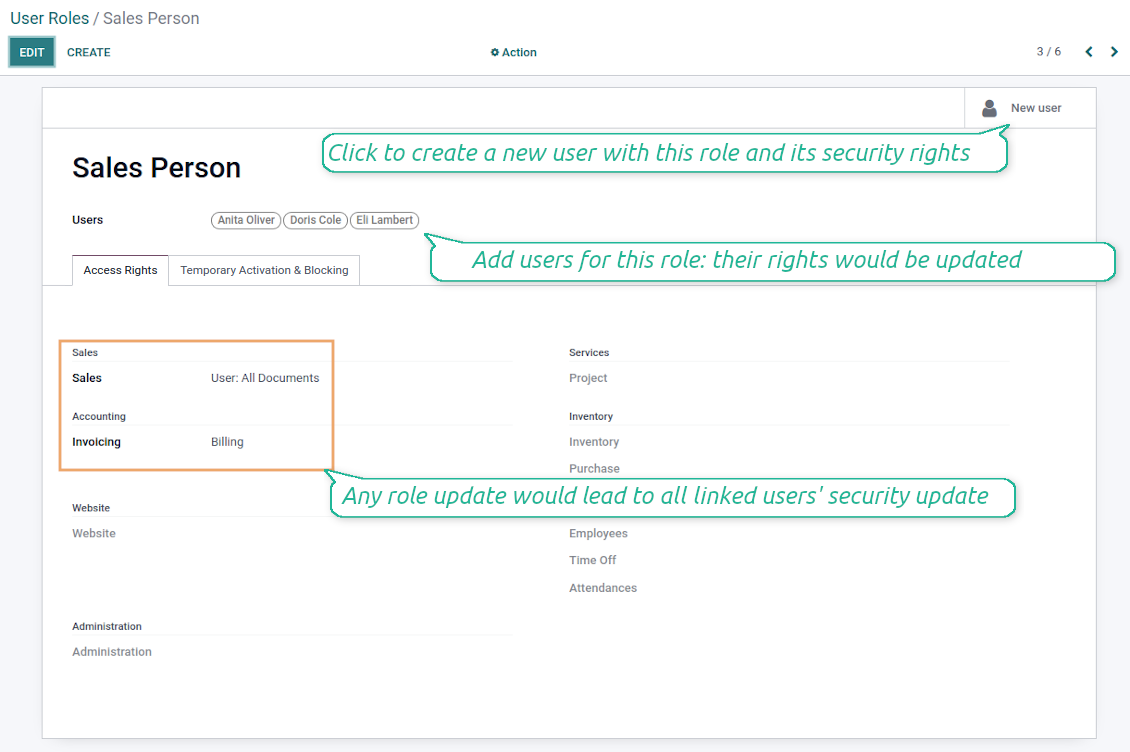 User Roles / Sales Person
EDIT CREATE Action 3 / 6
New user
Click to create a new user with this role and its security rights
Sales Person
Users Anita Oliver Doris Cole Eli Lambert
Add users for this role: their rights would be updated
Access Rights Temporary Activation & Blocking
Sales Services
Sales User: All Documents Project
Accounting Inventory
Invoicing Billing Inventory
Purchase
Any role update would lead to all linked users' security update
Website
Website Employees
Time Off
Attendances
Administration
Administration